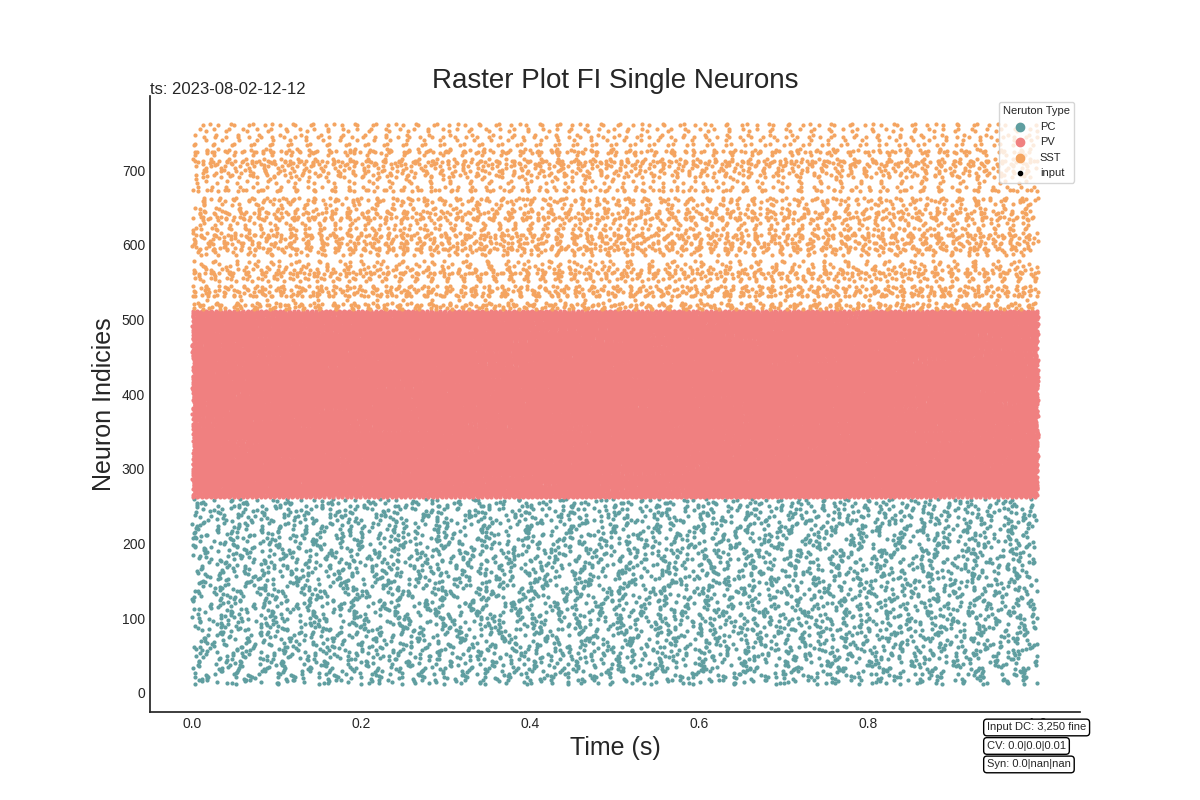 Raster Plot FI Single Neurons
ts: 2023-08-02-12-12
Neruton Type
PC
PV
SST
input
Neuron Indicies
700
600
500
400
300
200
100
0
0.0
0.2
0.4
0.6
0.8
Time (s)
Input DC: 3,250 fine
CV: 0.0|0.0|0.01
Syn: 0.0|nan|nan